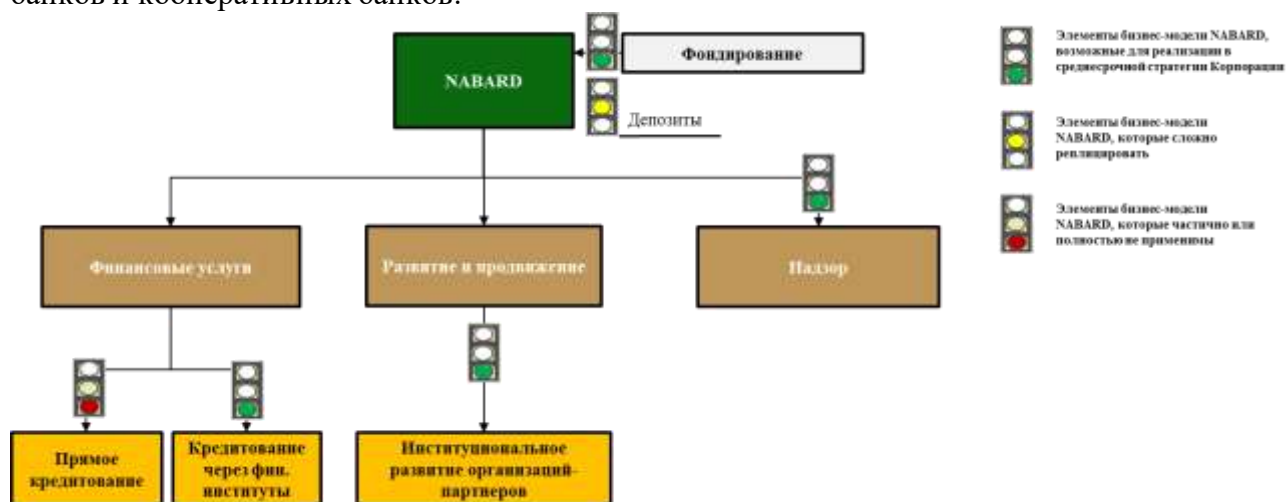 банков и кооперативных банков.
NABARD
Фондирование
Депозиты
Элементы бизнес-модели NABARD,
возможные для реализации в
среднесрочной стратегии Корпорации
Элементы бизнес-модели
NABARD, которые сложно
реплицировать
Элементы бизнес-модели
NABARD, которые частично или
полностью не применимы
Финансовые услуги
Развитие и продвижение
Надзор
Прямое
кредитование
Кредитование
через фин.
институты
Институциональное
развитие организаций-
партнеров